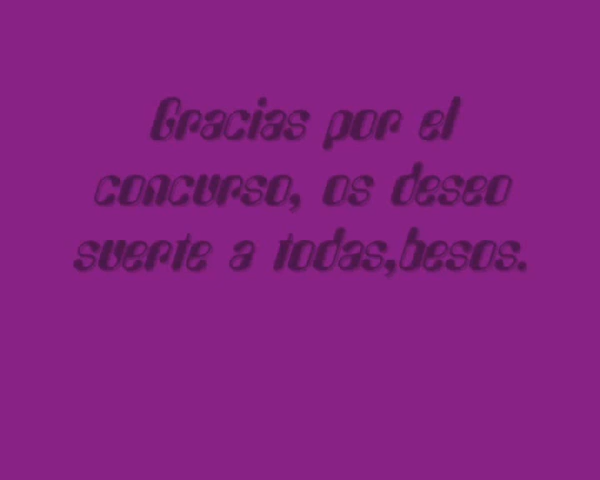 Gracias por el
concurso, os deseo
suerte a todas,besos.